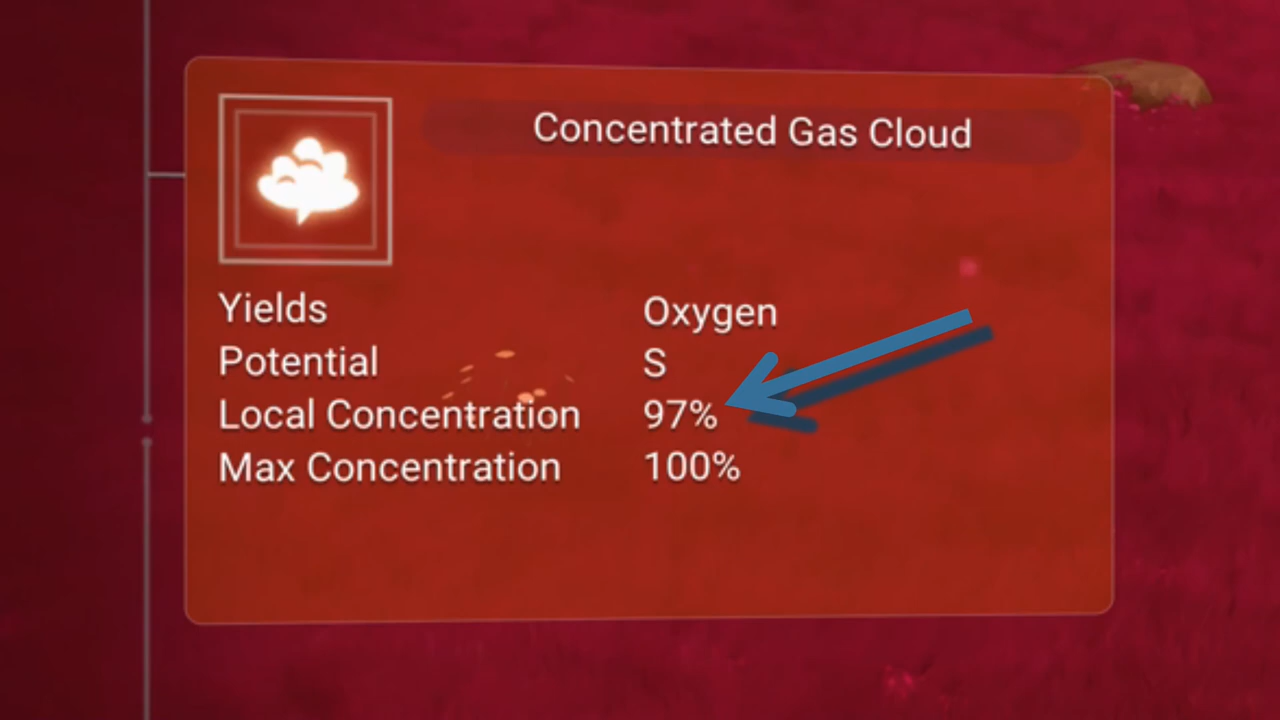 Concentrated Gas Cloud
Yields Oxygen
Potential S
Local Concentration 97%
Max Concentration 100%